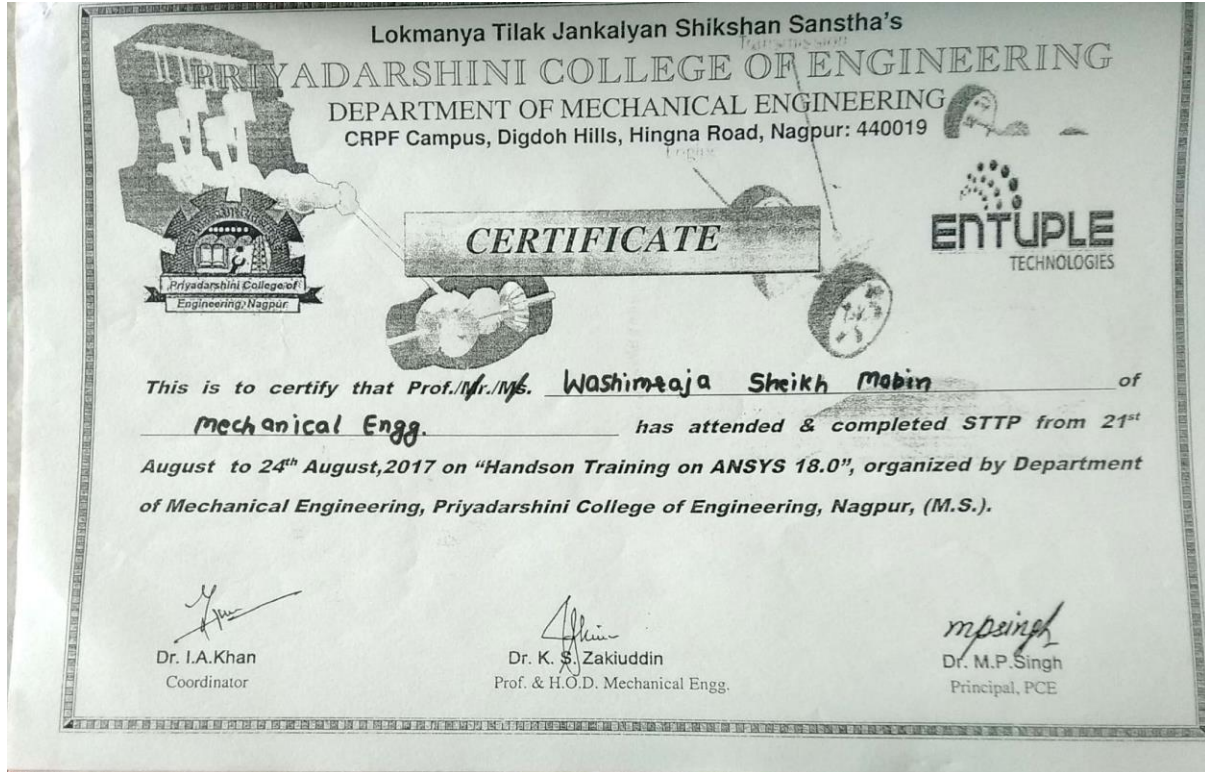 Lokmanya Tilak Jankalyan Shikshan Sanstha's
PRIYADARSHINI COLLEGE OF ENGINEERING
DEPARTMENT OF MECHANICAL ENGINEERING
CRPF Campus, Digdoh Hills, Hingna Road, Nagpur: 440019
Engine
CERTIFICATE
ENTUPLE
TECHNOLOGIES
Priyadarshini College of
Engineering, Nagpur
This is to certify that Prof./Mr./Ms. Washimraja Sheikh Mobin of
Mechanical Engg. has attended & completed STTP from 21st
August to 24th August,2017 on "Handson Training on ANSYS 18.0", organized by Department
of Mechanical Engineering, Priyadarshini College of Engineering, Nagpur, (M.S.).
mpsingh
Dr. I.A.Khan
Dr. K. S. Zakiuddin
Dr. M.P.Singh
Coordinator
Prof. & H.O.D. Mechanical Engg.
Principal, PCE